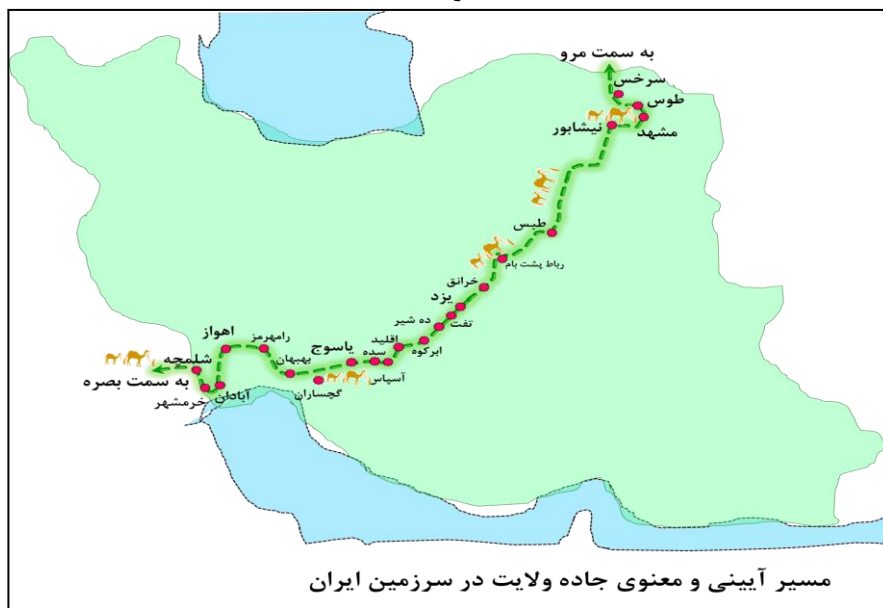 به سمت مرو
سرخس
طوس
نیشابور
مشهد
طبس
رباط پشت بام
خرانق
یزد
تفت
ده شیر
ابرکوه
اقلید
سده
آسپاس
یاسوج
گچساران
بهبهان
رامهرمز
اهواز
آبادان
خرمشهر
شلمچه
به سمت بصره
مسیر آیینی و معنوی جاده ولایت در سرزمین ایران